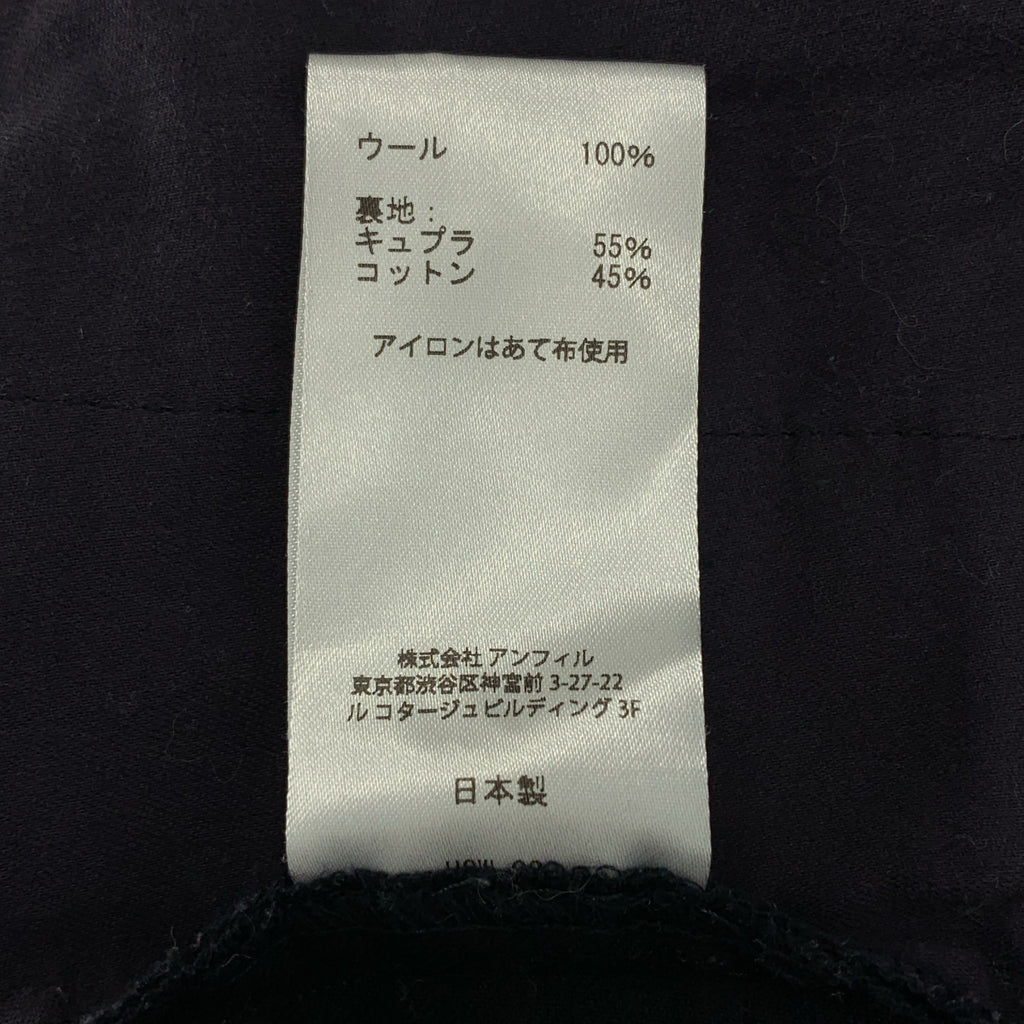 ウール 100%
裏地:
キュプラ 55%
コットン 45%
アイロンはあて布使用
株式会社 アンフィル
東京都渋谷区神宮前 3-27-22
ル コタージュビルディング 3F
日本製